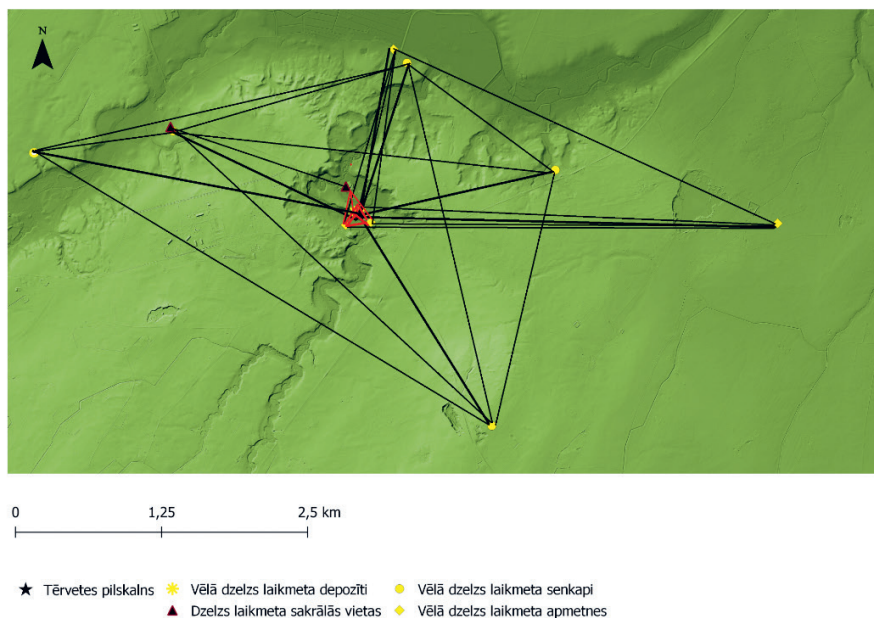 N
0 1,25 2,5 km
Tērvetes pilskalns Vēlā dzelzs laikmeta depozīti Vēlā dzelzs laikmeta senkapi
Dzelzs laikmeta sakrālās vietas Vēlā dzelzs laikmeta apmetnes